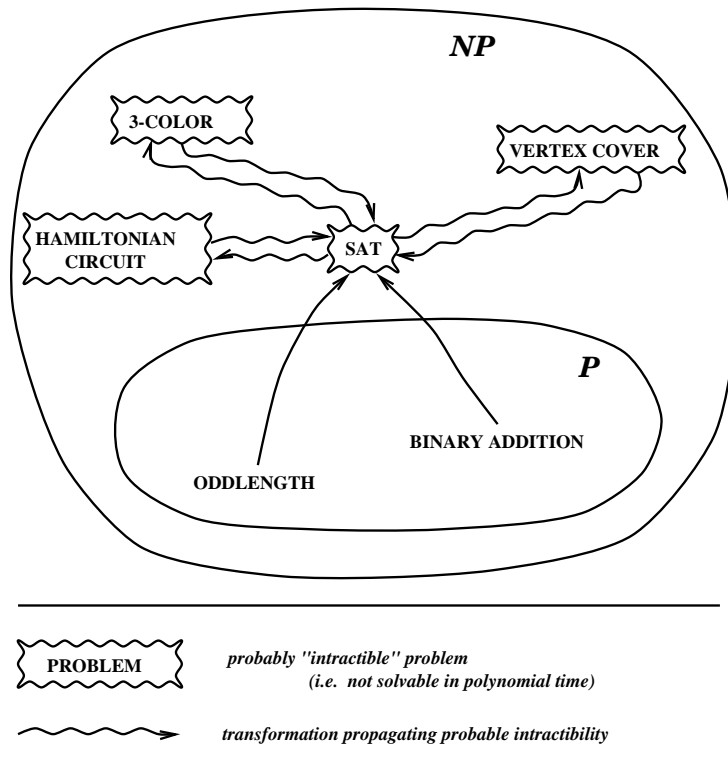 NP
3-COLOR
VERTEX COVER
HAMILTONIAN
CIRCUIT
SAT
P
BINARY ADDITION
ODDLENGTH
PROBLEM
probably "intractible" problem
(i.e. not solvable in polynomial time)
transformation propagating probable intractibility